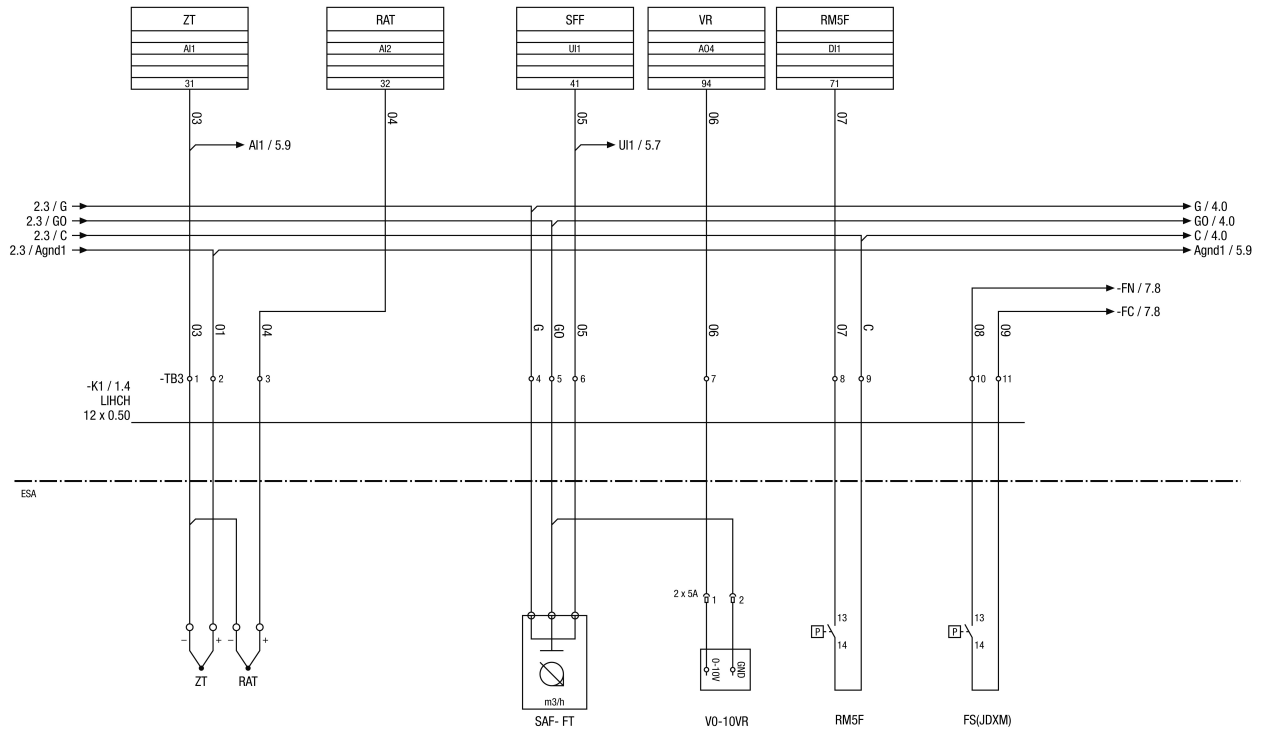 ZT
RAT
SFF
VR
RM5F
AI1
AI2
UI1
AO4
DI1
31
32
41
94
71
03
04
05
06
07
AI1 / 5.9
UI1 / 5.7
2.3 / G
G / 4.0
2.3 / GO
GO / 4.0
2.3 / C
C / 4.0
2.3 / Agnd1
Agnd1 / 5.9
-FN / 7.8
-FC / 7.8
03
01
04
G
GO
05
06
07
C
08
09
-TB3
1
2
3
4
5
6
7
8
9
10
11
-K1 / 1.4
LIHCH
12 x 0.50
ESA
2 x 5A
1
2
13
13
P
P
14
14
–
+
–
+
0-10V
GND
ZT
RAT
m3/h
SAF- FT
V0-10VR
RM5F
FS(JDXM)